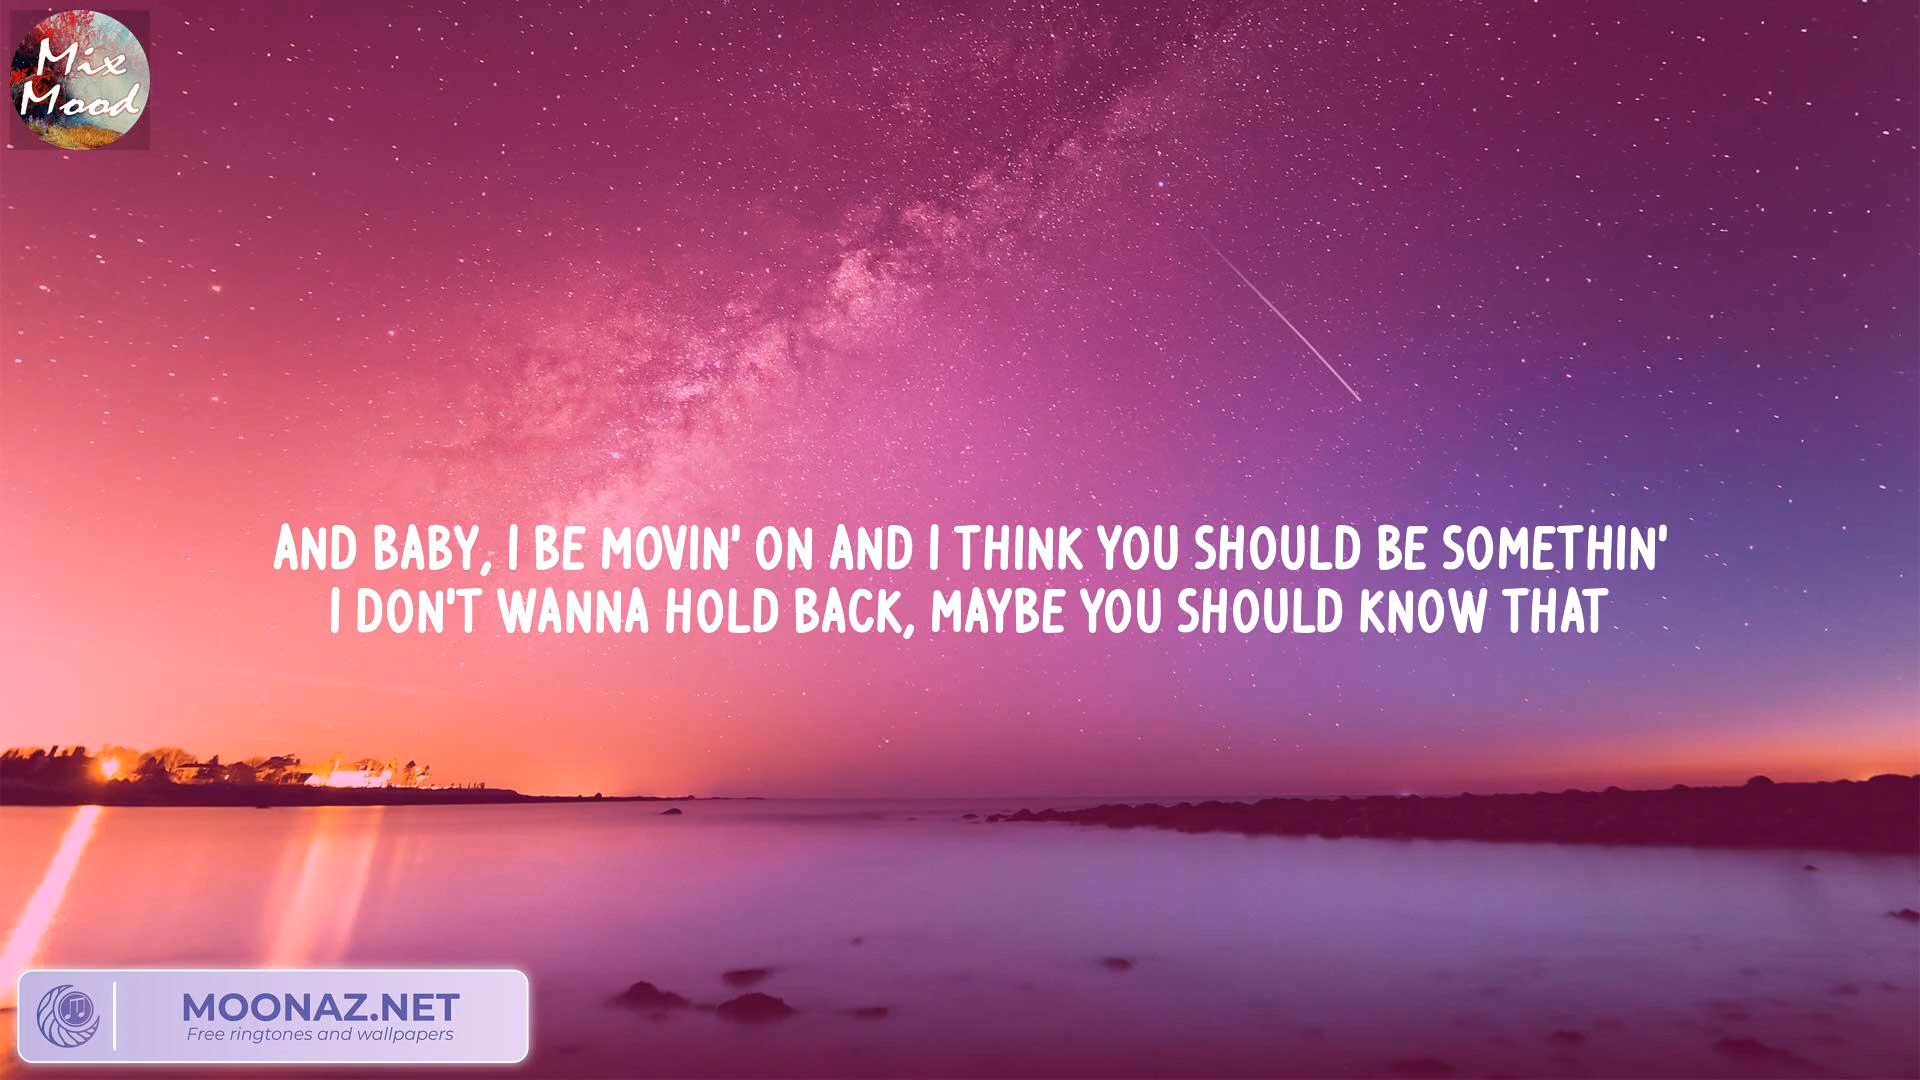 Mix
Mood
AND BABY, I BE MOVIN' ON AND I THINK YOU SHOULD BE SOMETHIN'
I DON'T WANNA HOLD BACK, MAYBE YOU SHOULD KNOW THAT
MOONAZ.NET
Free ringtones and wallpapers